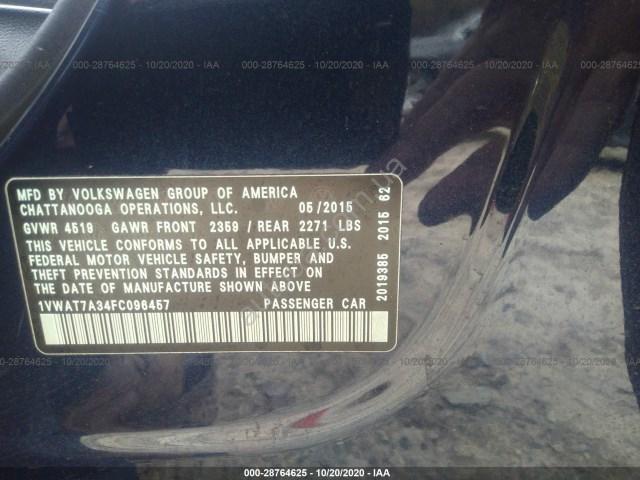 000-28764625 - 10/20/2020 - IAA
MFD BY VOLKSWAGEN GROUP OF AMERICA
CHATTANOOGA OPERATIONS, LLC. 05/2015
GVWR 4519 GAWR FRONT 2359 / REAR 2271 LBS
THIS VEHICLE CONFORMS TO ALL APPLICABLE U.S.
FEDERAL MOTOR VEHICLE SAFETY, BUMPER AND
THEFT PREVENTION STANDARDS IN EFFECT ON
THE DATE OF MANUFACTURE SHOWN ABOVE
1VWAT7A34FC096457 PASSENGER CAR
2019385 2015 62
000-28764625 - 10/20/2020 - IAA